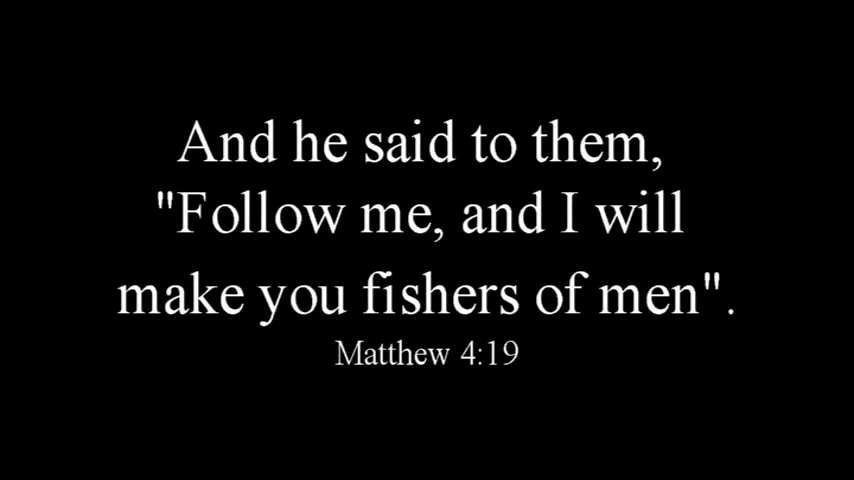 And he said to them,
"Follow me, and I will
make you fishers of men".
Matthew 4:19